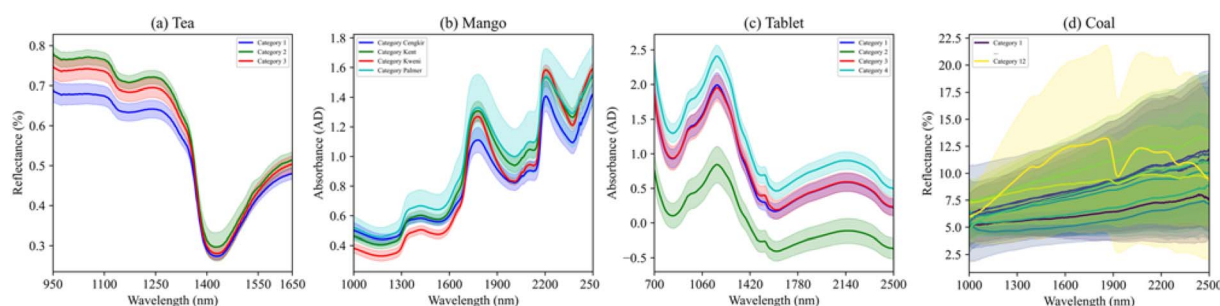 (a) Tea
Reflectance (%)
0.8
0.7
0.6
0.5
0.4
0.3
Category 1
Category 2
Category 3
950 1050 1150 1250 1350 1450 1550 1650
Wavelength (nm)
(b) Mango
Absorbance (AD)
1.8
1.6
1.4
1.2
1.0
0.8
0.6
0.4
Category Cengkir
Category Kent
Category Kweni
Category Palmer
1000 1300 1600 1900 2200 2500
Wavelength (nm)
(c) Tablet
Absorbance (AD)
2.5
2.0
1.5
1.0
0.5
0.0
−0.5
Category 1
Category 2
Category 3
Category 4
700 1060 1420 1780 2140 2500
Wavelength (nm)
(d) Coal
Reflectance (%)
22.5
20.0
17.5
15.0
12.5
10.0
7.5
5.0
2.5
Category 1
...
Category 12
1000 1300 1600 1900 2200 2500
Wavelength (nm)